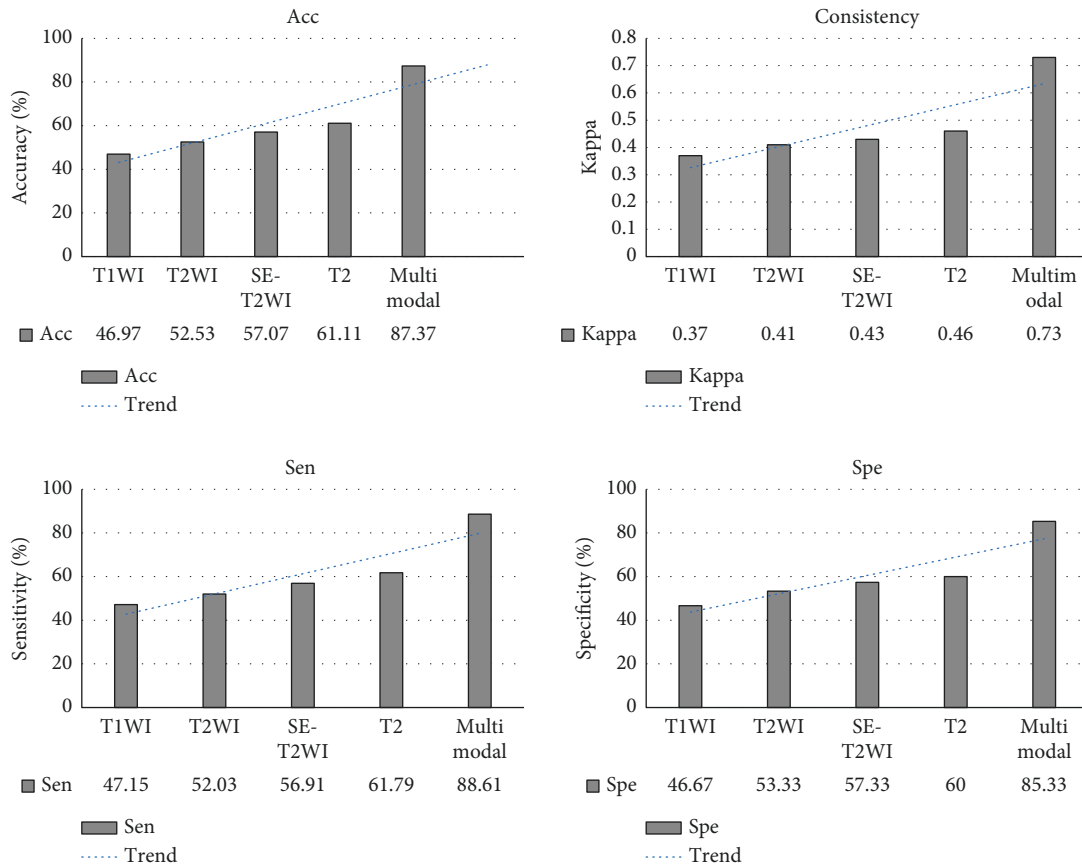 Acc
100
80
60
40
20
0
Accuracy (%)
T1WI T2WI SE- T2 Multi
T2WI modal
Acc 46.97 52.53 57.07 61.11 87.37
Acc
Trend
Consistency
0.8
0.7
0.6
0.5
0.4
0.3
0.2
0.1
0
Kappa
T1WI T2WI SE- T2 Multim
T2WI odal
Kappa 0.37 0.41 0.43 0.46 0.73
Kappa
Trend
Sen
100
80
60
40
20
0
Sensitivity (%)
T1WI T2WI SE- T2 Multi
T2WI modal
Sen 47.15 52.03 56.91 61.79 88.61
Sen
Trend
Spe
100
80
60
40
20
0
Specificity (%)
T1WI T2WI SE- T2 Multi
T2WI modal
Spe 46.67 53.33 57.33 60 85.33
Spe
Trend